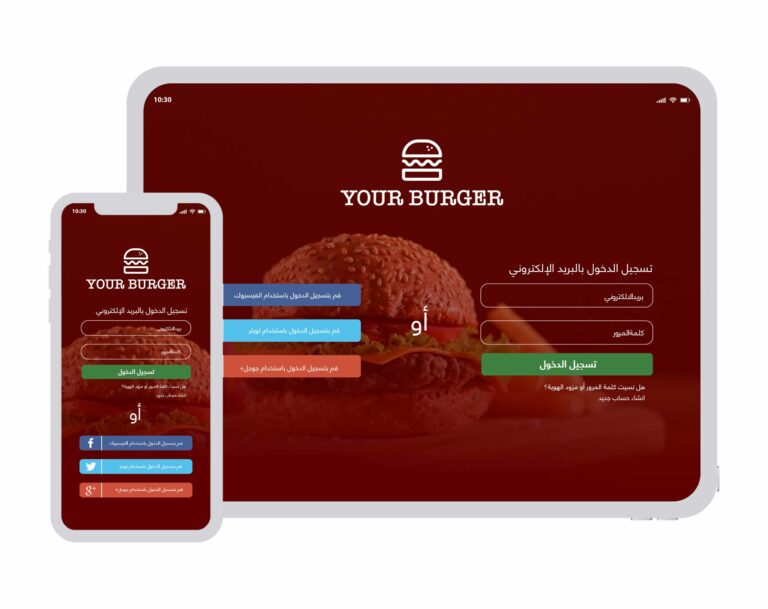 10:30
YOUR BURGER
تسجيل الدخول بالبريد الإلكتروني
بريدالالكتروني
كلمةالمرور
تسجيل الدخول
هل نسيت كلمة المرور أو مزود الهوية؟
انشاء حساب جديد
أو
قم بتسجيل الدخول باستخدام الفيسبوك
قم بتسجيل الدخول باستخدام تويتر
قم بتسجيل الدخول باستخدام جوجل+
10:30
YOUR BURGER
تسجيل الدخول بالبريد الإلكتروني
بريدالالكتروني
كلمةالمرور
تسجيل الدخول
هل نسيت كلمة المرور أو مزود الهوية؟
انشاء حساب جديد
أو
f قم بتسجيل الدخول باستخدام الفيسبوك
قم بتسجيل الدخول باستخدام تويتر
g+ قم بتسجيل الدخول باستخدام جوجل+